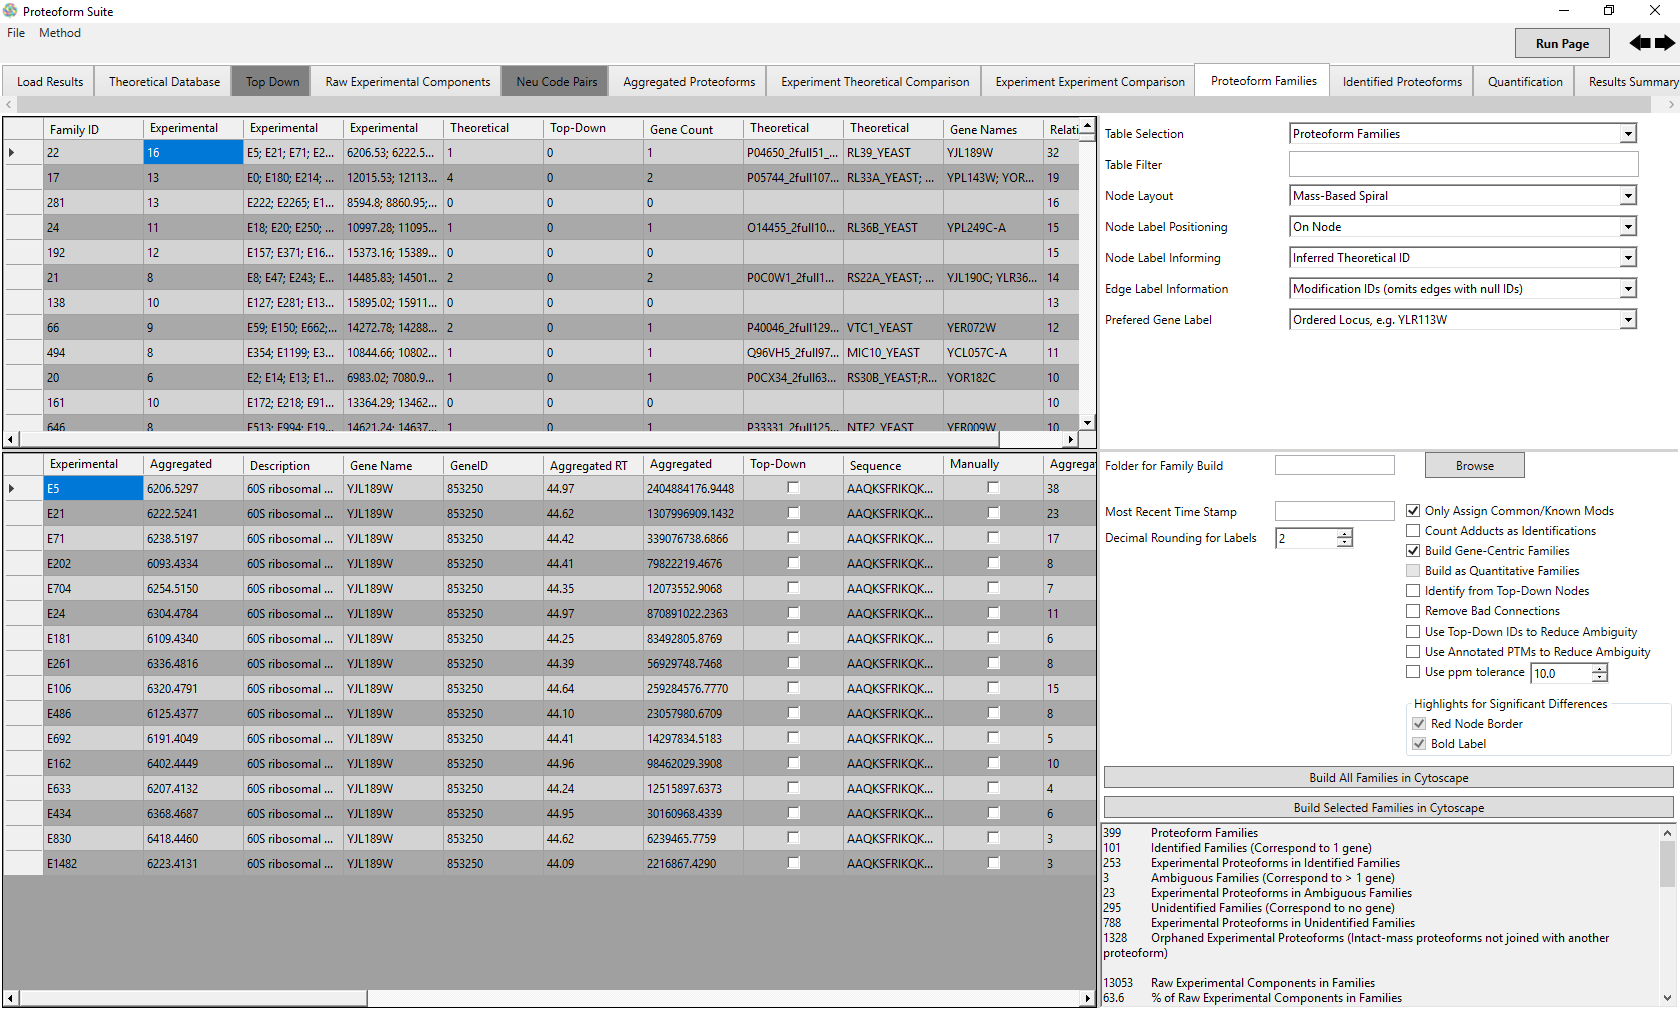 Proteoform Suite
File Method
Run Page
Load Results Theoretical Database Top Down Raw Experimental Components Neu Code Pairs Aggregated Proteoforms Experiment Theoretical Comparison Experiment Experiment Comparison Proteoform Families Identified Proteoforms Quantification Results Summary
Family ID Experimental Experimental Experimental Theoretical Top-Down Gene Count Theoretical Theoretical Gene Names Relati
22 16 E5; E21; E71; E2... 6206.53; 6222.5... 1 0 1 P04650_2full51_... RL39_YEAST YJL189W 32
17 13 E0; E180; E214; ... 12015.53; 12113... 4 0 2 P05744_2full107... RL33A_YEAST; ... YPL143W; YOR... 19
281 13 E222; E2265; E1... 8594.8; 8860.95;... 0 0 0 16
24 11 E18; E20; E250; ... 10997.28; 11095... 1 0 1 O14455_2full10... RL36B_YEAST YPL249C-A 15
192 12 E157; E371; E16... 15373.16; 15389... 0 0 0 15
21 8 E8; E47; E243; E... 14485.83; 14501... 2 0 2 P0C0W1_2full1... RS22A_YEAST; ... YJL190C; YLR36... 14
138 10 E127; E281; E13... 15895.02; 15911... 0 0 0 13
66 9 E59; E150; E662;... 14272.78; 14288... 2 0 1 P40046_2full129... VTC1_YEAST YER072W 12
494 8 E354; E1199; E3... 10844.66; 10802... 1 0 1 Q96VH5_2full97... MIC10_YEAST YCL057C-A 11
20 6 E2; E14; E13; E1... 6983.02; 7080.9... 1 0 1 P0CX34_2full63... RS30B_YEAST;R... YOR182C 10
161 10 E172; E218; E91... 13364.29; 13462... 0 0 0 10
646 8 E513; E994; E19... 14621.24; 14637... 1 0 1 P33331_2full125... NTF2_YEAST YER009W 10
Table Selection Proteoform Families
Table Filter
Node Layout Mass-Based Spiral
Node Label Positioning On Node
Node Label Informing Inferred Theoretical ID
Edge Label Information Modification IDs (omits edges with null IDs)
Prefered Gene Label Ordered Locus, e.g. YLR113W
Experimental Aggregated Description Gene Name GeneID Aggregated RT Aggregated Top-Down Sequence Manually Aggregat
E5 6206.5297 60S ribosomal ... YJL189W 853250 44.97 2404884176.9448 AAQKSFRIKQK... 38
E21 6222.5241 60S ribosomal ... YJL189W 853250 44.62 1307996909.1432 AAQKSFRIKQK... 23
E71 6238.5197 60S ribosomal ... YJL189W 853250 44.42 339076738.6866 AAQKSFRIKQK... 17
E202 6093.4334 60S ribosomal ... YJL189W 853250 44.41 79822219.4676 AAQKSFRIKQK... 8
E704 6254.5150 60S ribosomal ... YJL189W 853250 44.35 12073552.9068 AAQKSFRIKQK... 7
E24 6304.4784 60S ribosomal ... YJL189W 853250 44.97 870891022.2363 AAQKSFRIKQK... 11
E181 6109.4340 60S ribosomal ... YJL189W 853250 44.25 83492805.8769 AAQKSFRIKQK... 6
E261 6336.4816 60S ribosomal ... YJL189W 853250 44.39 56929748.7468 AAQKSFRIKQK... 8
E106 6320.4791 60S ribosomal ... YJL189W 853250 44.64 259284576.7770 AAQKSFRIKQK... 15
E486 6125.4377 60S ribosomal ... YJL189W 853250 44.10 23057980.6709 AAQKSFRIKQK... 8
E692 6191.4049 60S ribosomal ... YJL189W 853250 44.41 14297834.5183 AAQKSFRIKQK... 5
E162 6402.4449 60S ribosomal ... YJL189W 853250 44.96 98462029.3908 AAQKSFRIKQK... 10
E633 6207.4132 60S ribosomal ... YJL189W 853250 44.24 12515897.6373 AAQKSFRIKQK... 4
E434 6368.4687 60S ribosomal ... YJL189W 853250 44.95 30160968.4339 AAQKSFRIKQK... 6
E830 6418.4460 60S ribosomal ... YJL189W 853250 44.62 6239465.7759 AAQKSFRIKQK... 3
E1482 6223.4131 60S ribosomal ... YJL189W 853250 44.09 2216867.4290 AAQKSFRIKQK... 3
Folder for Family Build Browse
Most Recent Time Stamp
Decimal Rounding for Labels 2
Only Assign Common/Known Mods
Count Adducts as Identifications
Build Gene-Centric Families
Build as Quantitative Families
Identify from Top-Down Nodes
Remove Bad Connections
Use Top-Down IDs to Reduce Ambiguity
Use Annotated PTMs to Reduce Ambiguity
Use ppm tolerance 10.0
Highlights for Significant Differences
Red Node Border
Bold Label
Build All Families in Cytoscape
Build Selected Families in Cytoscape
399 Proteoform Families
101 Identified Families (Correspond to 1 gene)
253 Experimental Proteoforms in Identified Families
3 Ambiguous Families (Correspond to > 1 gene)
23 Experimental Proteoforms in Ambiguous Families
295 Unidentified Families (Correspond to no gene)
788 Experimental Proteoforms in Unidentified Families
1328 Orphaned Experimental Proteoforms (Intact-mass proteoforms not joined with another
proteoform)
13053 Raw Experimental Components in Families
63.6 % of Raw Experimental Components in Families